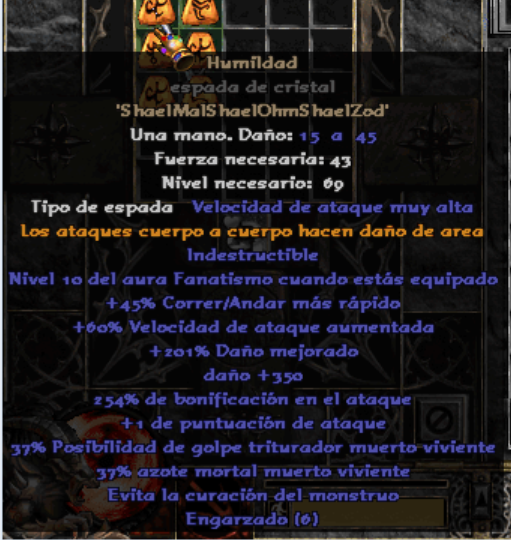 Humildad
espada de cristal
'ShaelMalShaelOhmShaelZod'
Una mano. Daño: 15 a 45
Fuerza necesaria: 43
Nivel necesario: 69
Tipo de espada Velocidad de ataque muy alta
Los ataques cuerpo a cuerpo hacen daño de area
Indestructible
Nivel 10 del aura Fanatismo cuando estás equipado
+45% Correr/Andar más rápido
+60% Velocidad de ataque aumentada
+201% Daño mejorado
daño +350
254% de bonificación en el ataque
+1 de puntuación de ataque
37% Posibilidad de golpe triturador muerto viviente
37% azote mortal muerto viviente
Evita la curación del monstruo
Engarzado (6)